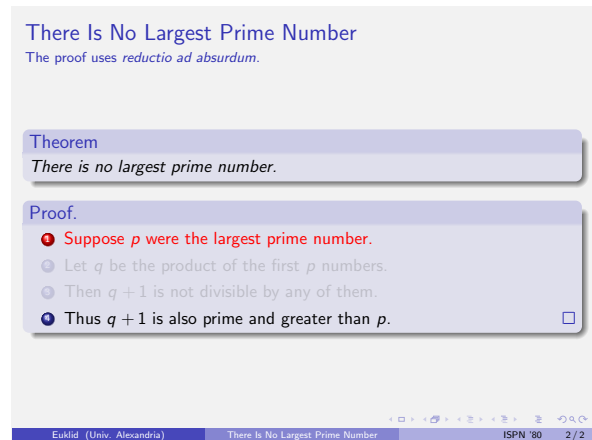 There Is No Largest Prime Number
The proof uses reductio ad absurdum.
Theorem
There is no largest prime number.
Proof.
1 Suppose p were the largest prime number.
2 Let q be the product of the first p numbers.
3 Then q + 1 is not divisible by any of them.
4 Thus q + 1 is also prime and greater than p.
Euklid (Univ. Alexandria) There Is No Largest Prime Number ISPN '80 2 / 2